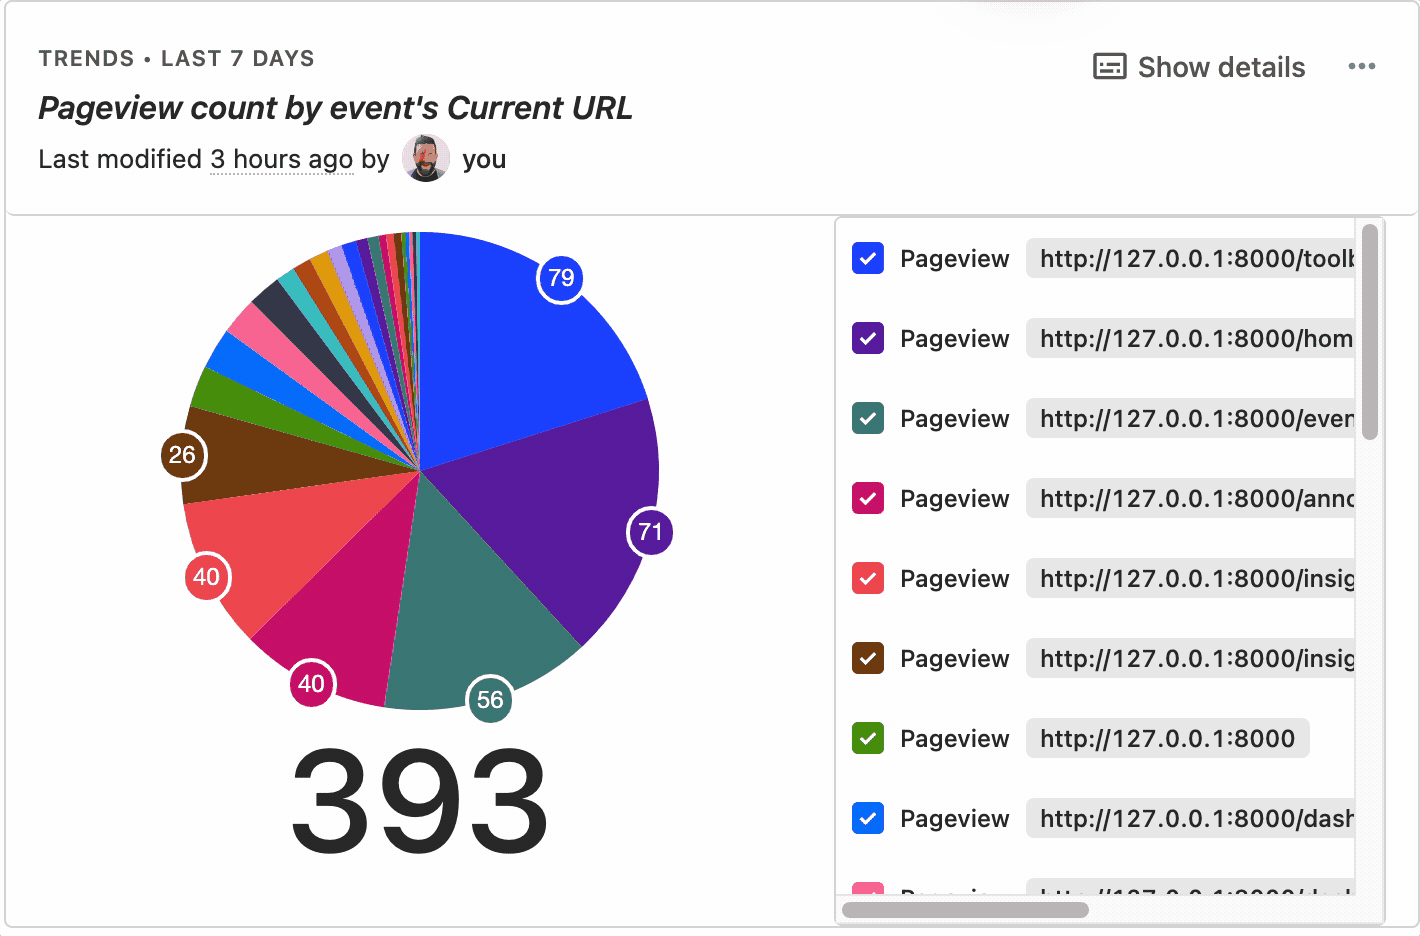 TRENDS • LAST 7 DAYS
Show details
Pageview count by event's Current URL
Last modified 3 hours ago by you
79
71
56
40
40
26
393
Pageview http://127.0.0.1:8000/toolb
Pageview http://127.0.0.1:8000/hom
Pageview http://127.0.0.1:8000/even
Pageview http://127.0.0.1:8000/anno
Pageview http://127.0.0.1:8000/insig
Pageview http://127.0.0.1:8000/insig
Pageview http://127.0.0.1:8000
Pageview http://127.0.0.1:8000/dash